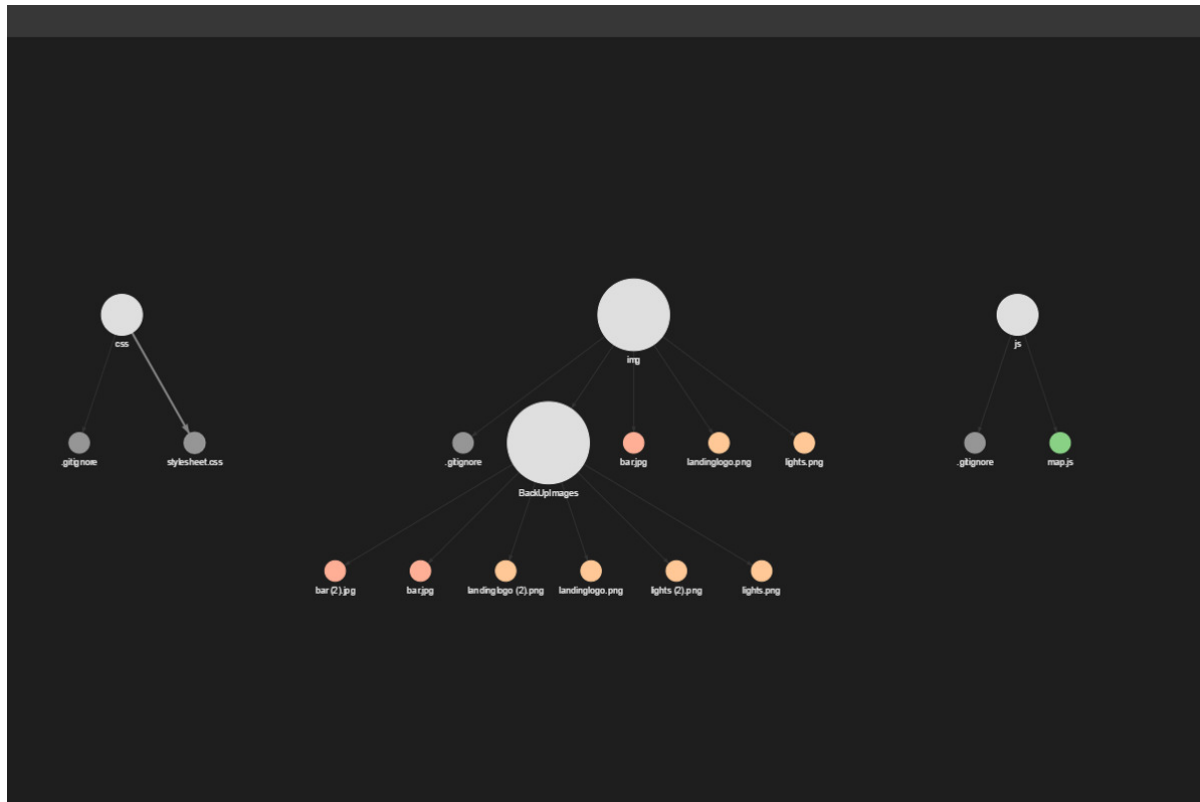 css
img
js
.gitignore
stylesheet.css
.gitignore
BackUpImages
bar.jpg
landinglogo.png
lights.png
.gitignore
map.js
bar (2).jpg
bar.jpg
landinglogo (2).png
landinglogo.png
lights (2).png
lights.png